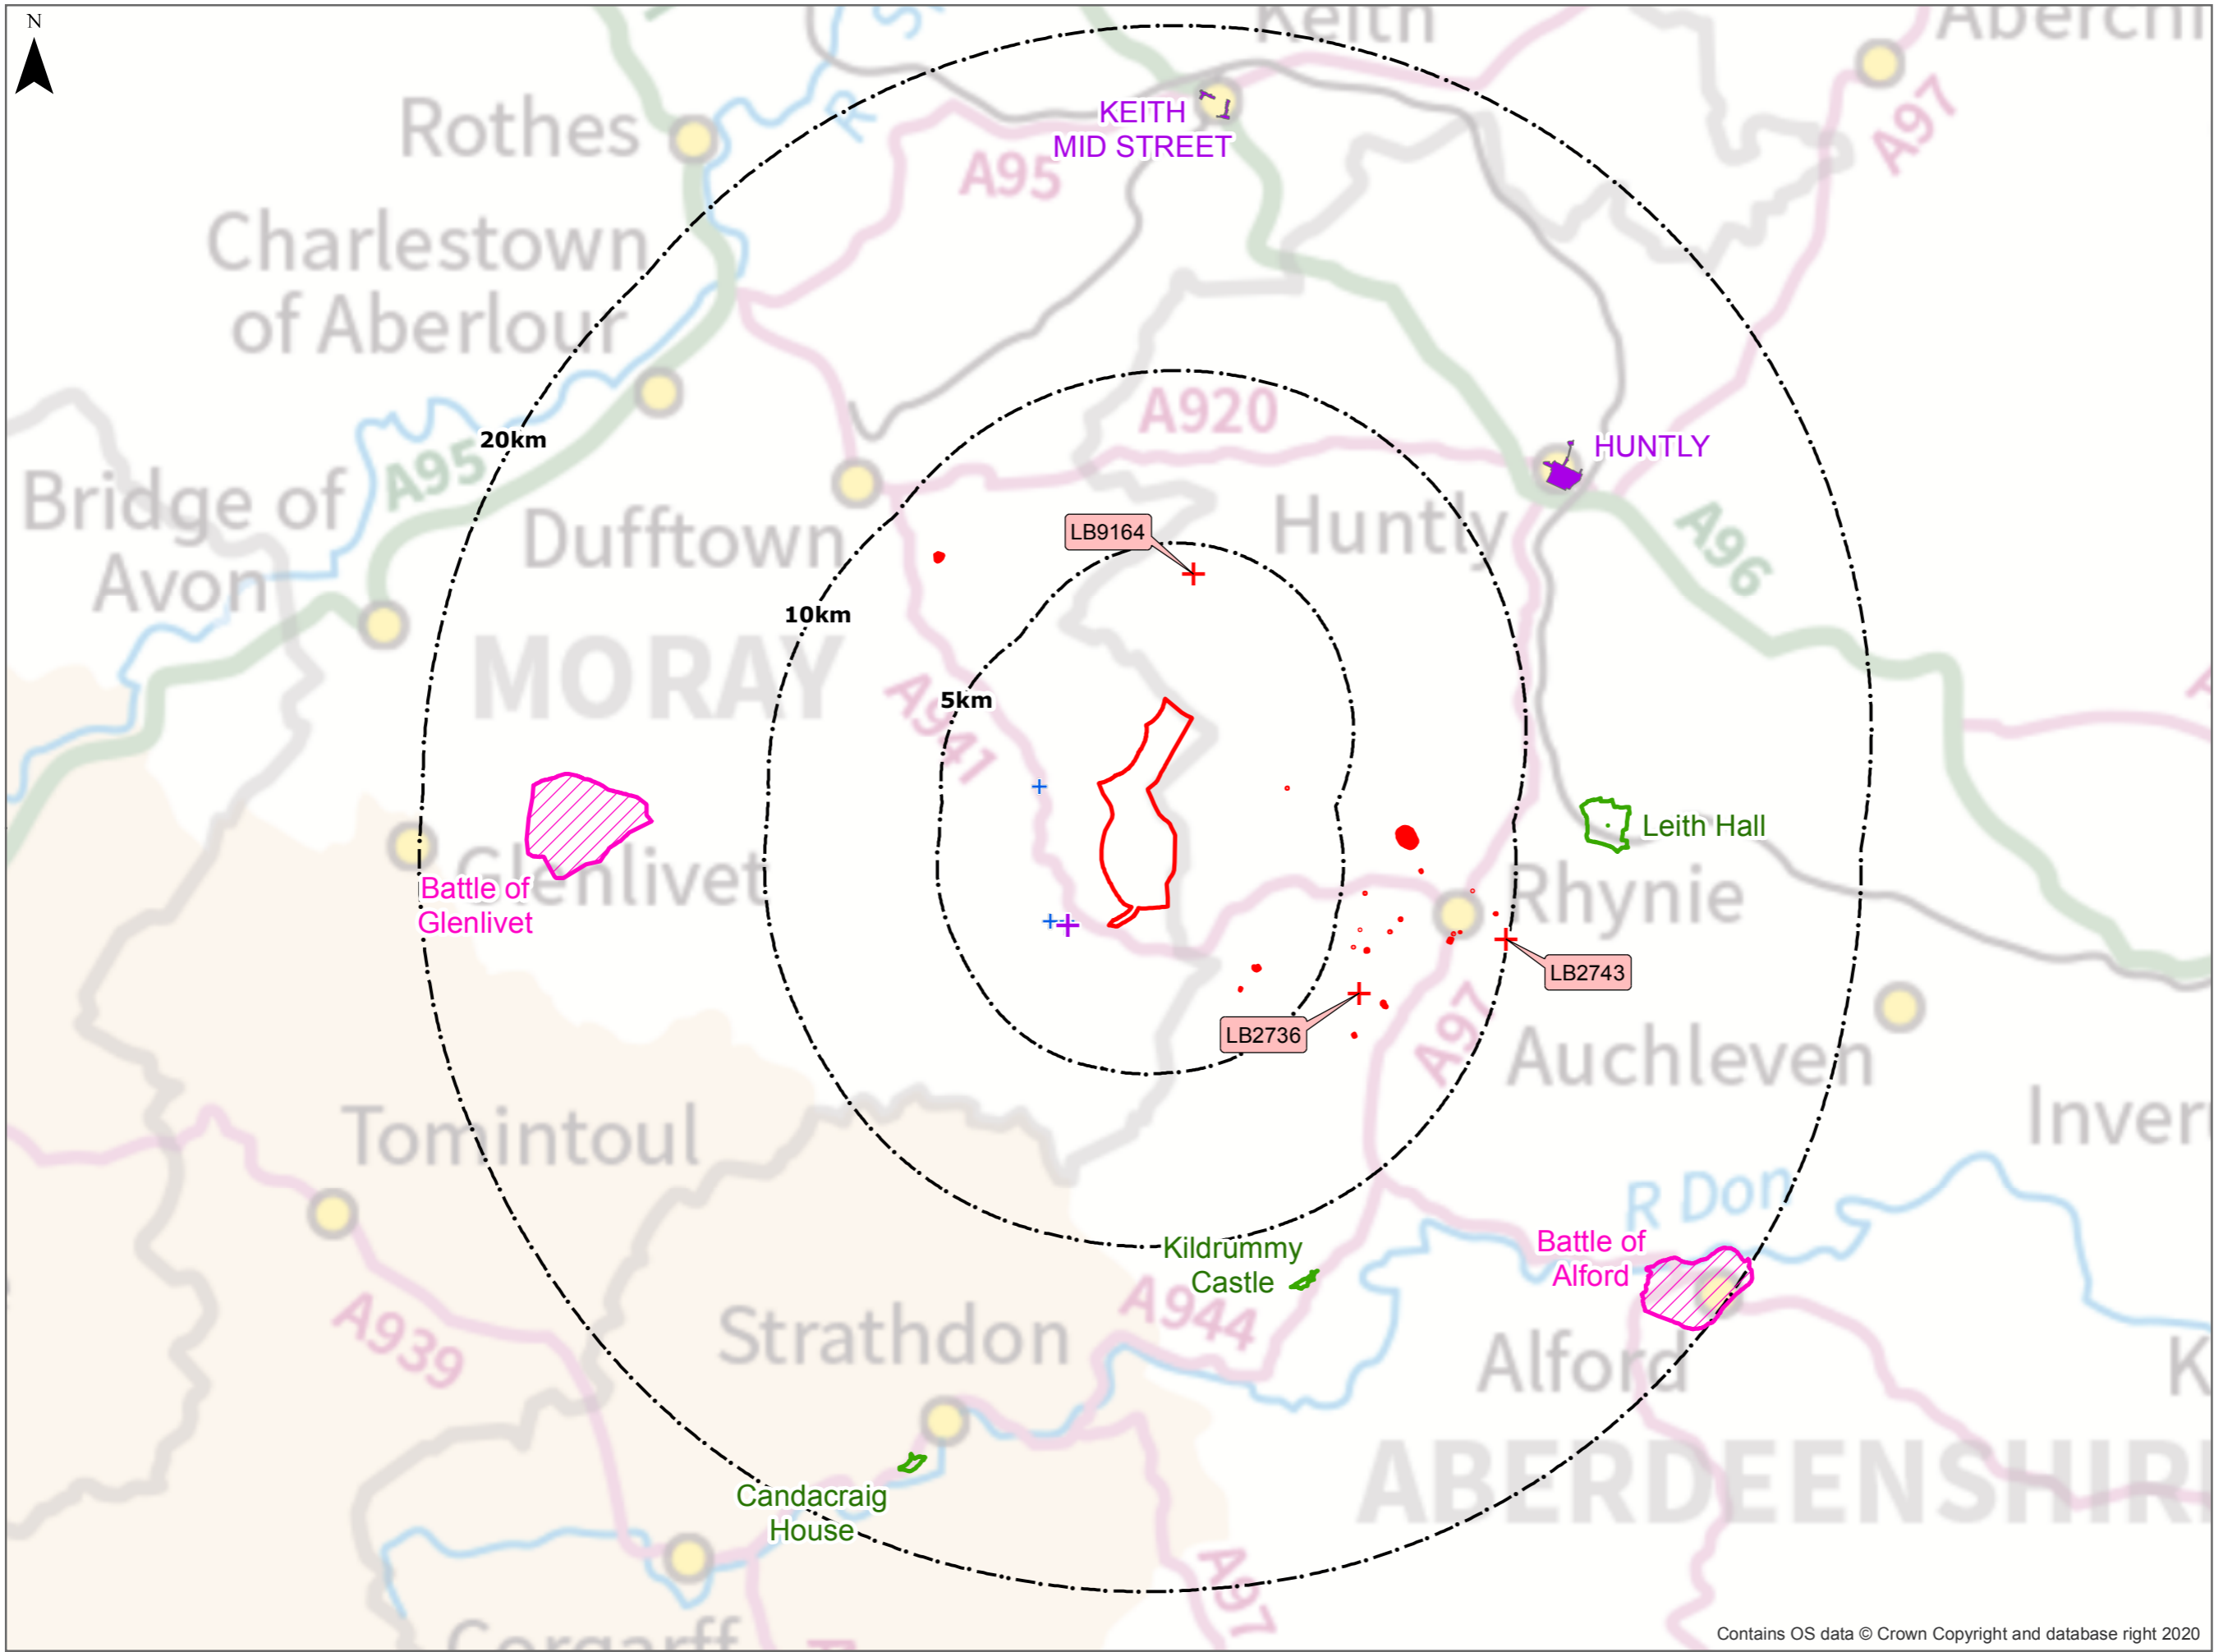 N
Keith
KEITH
MID STREET
A95
A97
Rothes
R
Charlestown
of Aberlour
20km
A95
Bridge of
Avon
Dufftown
A920
HUNTLY
Huntly
A96
LB9164
10km
MORAY
5km
A941
Leith Hall
Glenlivet
Battle of
Glenlivet
Rhynie
LB2743
LB2736
A97
Auchleven
Tomintoul
R Don
Kildrummy
Castle
Battle of
Alford
A944
A939
Strathdon
Alford
ABERDEENSHIR
Candacraig
House
A97
Corgarff
Contains OS data © Crown Copyright and database right 2020